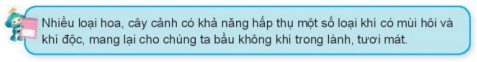 Nhiều loại hoa, cây cảnh có khả năng hấp thụ một số loại khí có mùi hôi và
khí độc, mang lại cho chúng ta bầu không khí trong lành, tươi mát.